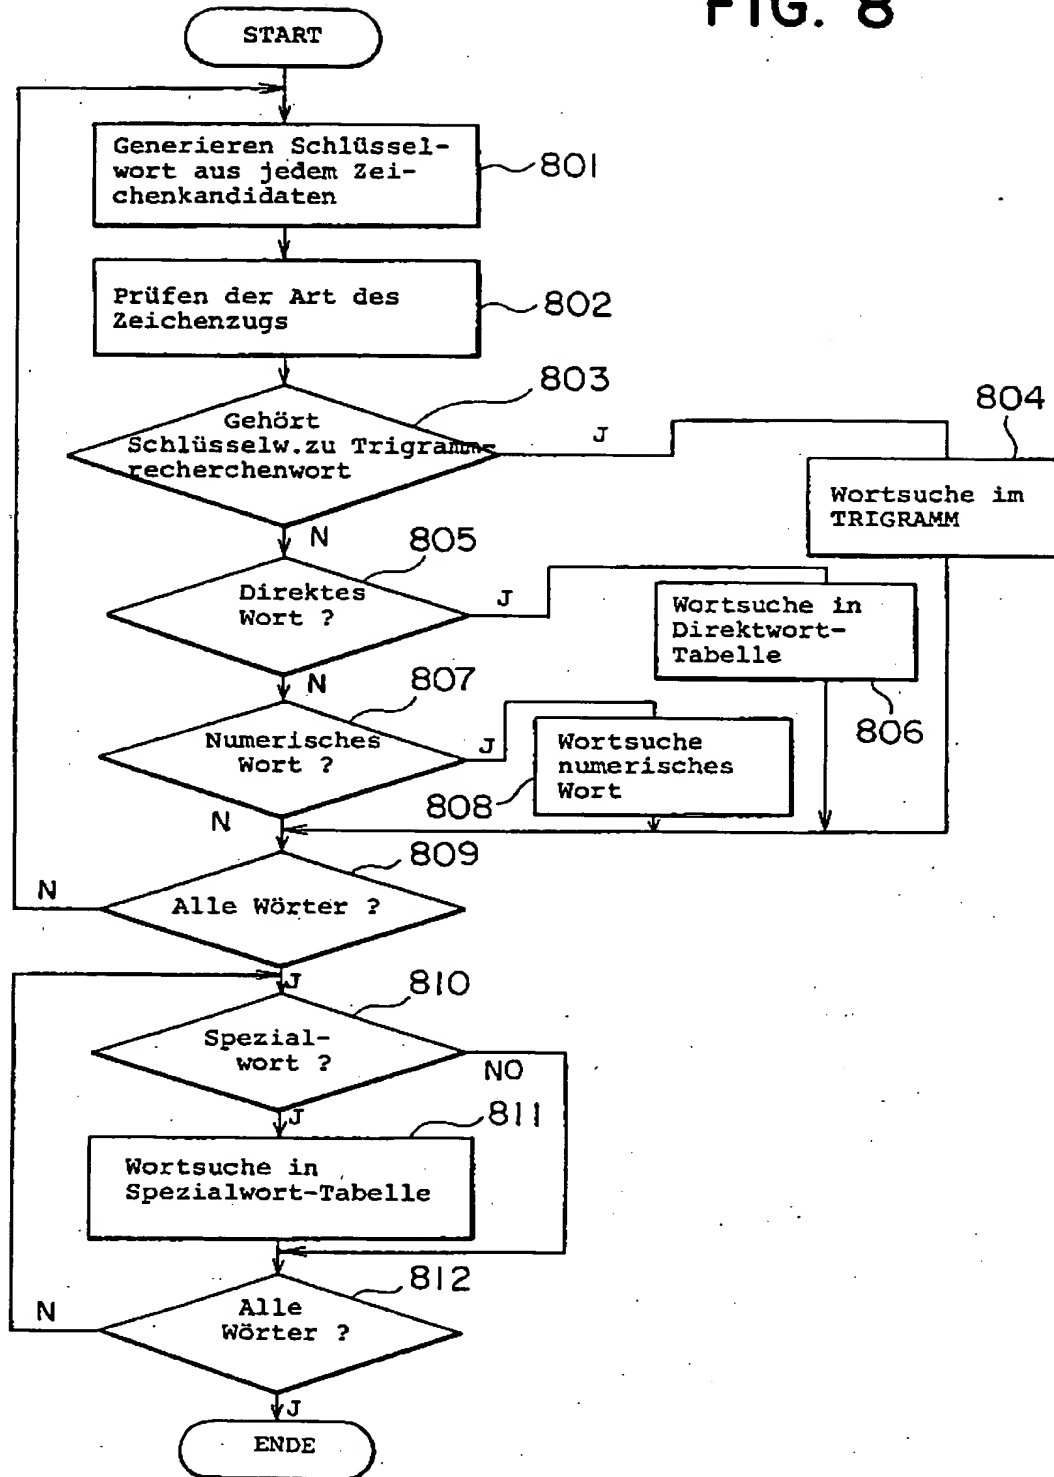 FIG. 8
START
Generieren Schlüssel-
wort aus jedem Zei-
chenkandidaten
801
Prüfen der Art des
Zeichenzugs
802
803
Gehört
Schlüsselw.zu Trigramm-
recherchenwort
J
804
Wortsuche im
TRIGRAMM
N
805
Direktes
Wort ?
J
Wortsuche in
Direktwort-
Tabelle
806
N
807
Numerisches
Wort ?
J
Wortsuche
numerisches
Wort
808
N
809
Alle Wörter ?
N
J
810
Spezial-
wort ?
NO
J
811
Wortsuche in
Spezialwort-Tabelle
812
Alle
Wörter ?
N
J
ENDE